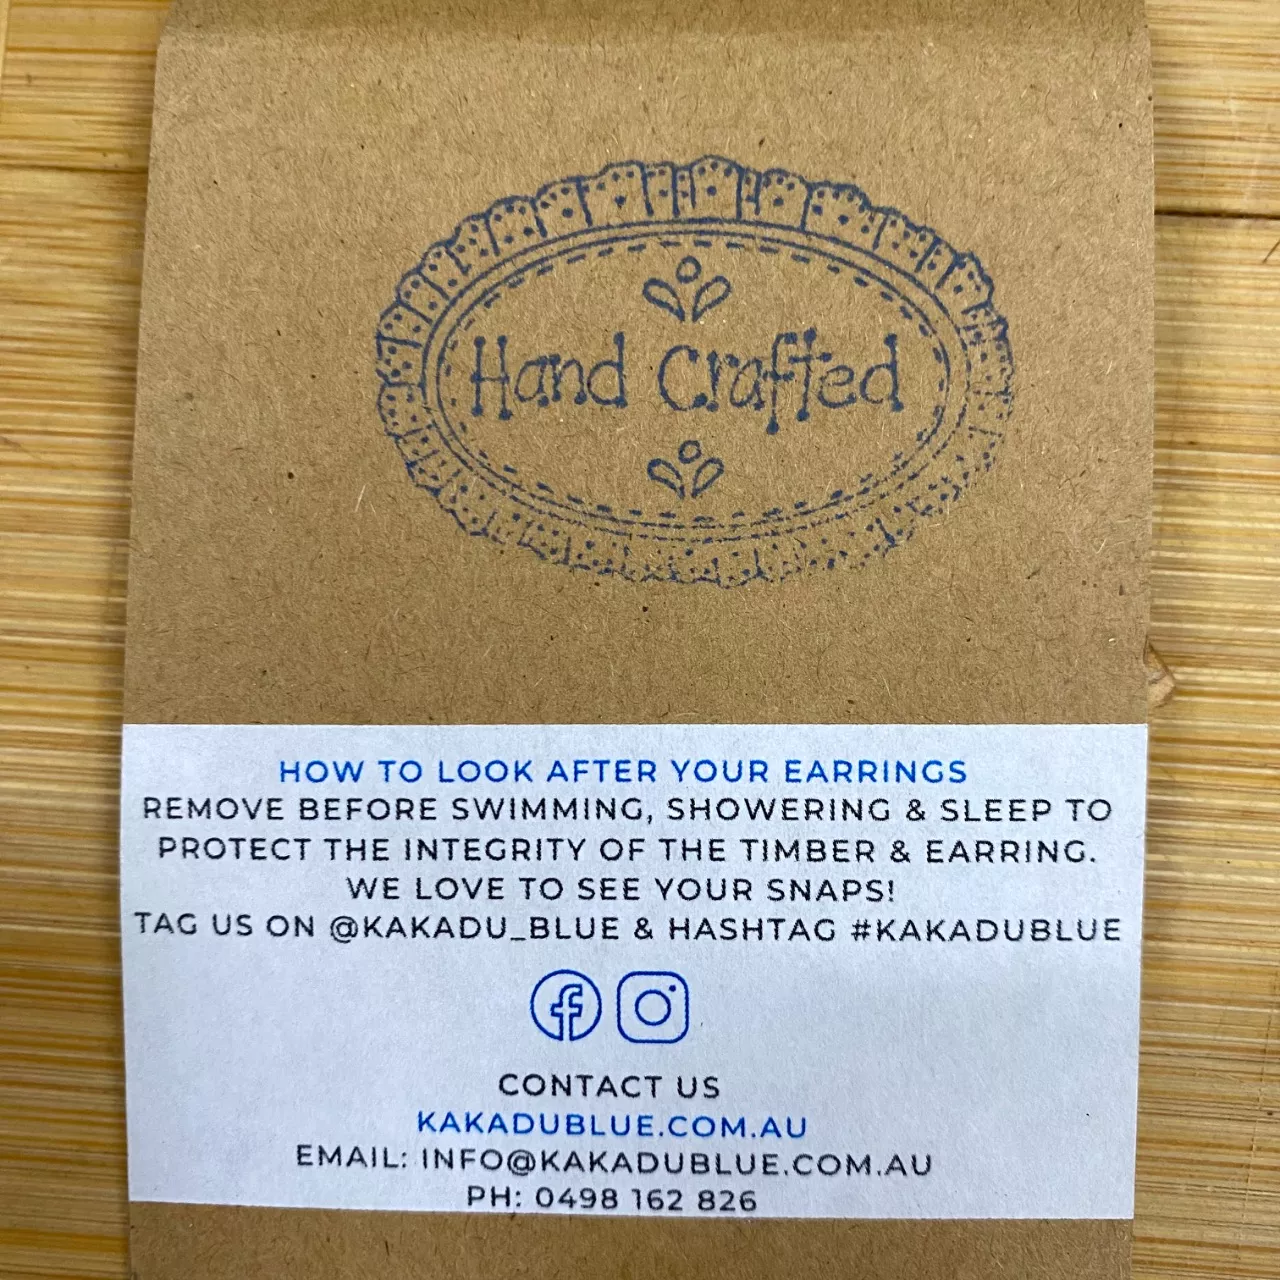 Hand Crafted
HOW TO LOOK AFTER YOUR EARRINGS
REMOVE BEFORE SWIMMING, SHOWERING & SLEEP TO
PROTECT THE INTEGRITY OF THE TIMBER & EARRING.
WE LOVE TO SEE YOUR SNAPS!
TAG US ON @KAKADU_BLUE & HASHTAG #KAKADUBLUE
CONTACT US
KAKADUBLUE.COM.AU
EMAIL: INFO@KAKADUBLUE.COM.AU
PH: 0498 162 826